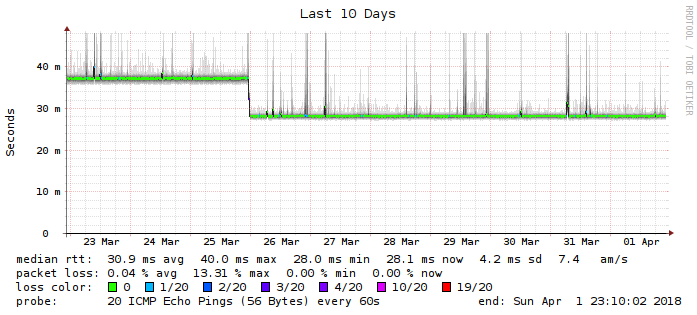 Last 10 Days
RRDTOOL / TOBI OETIKER
Seconds
40 m
30 m
20 m
10 m
0
23 Mar 24 Mar 25 Mar 26 Mar 27 Mar 28 Mar 29 Mar 30 Mar 31 Mar 01 Apr
median rtt: 30.9 ms avg 40.0 ms max 28.0 ms min 28.1 ms now 4.2 ms sd 7.4 am/s
packet loss: 0.04 % avg 13.31 % max 0.00 % min 0.00 % now
loss color: 0 1/20 2/20 3/20 4/20 10/20 19/20
probe: 20 ICMP Echo Pings (56 Bytes) every 60s end: Sun Apr 1 23:10:02 2018